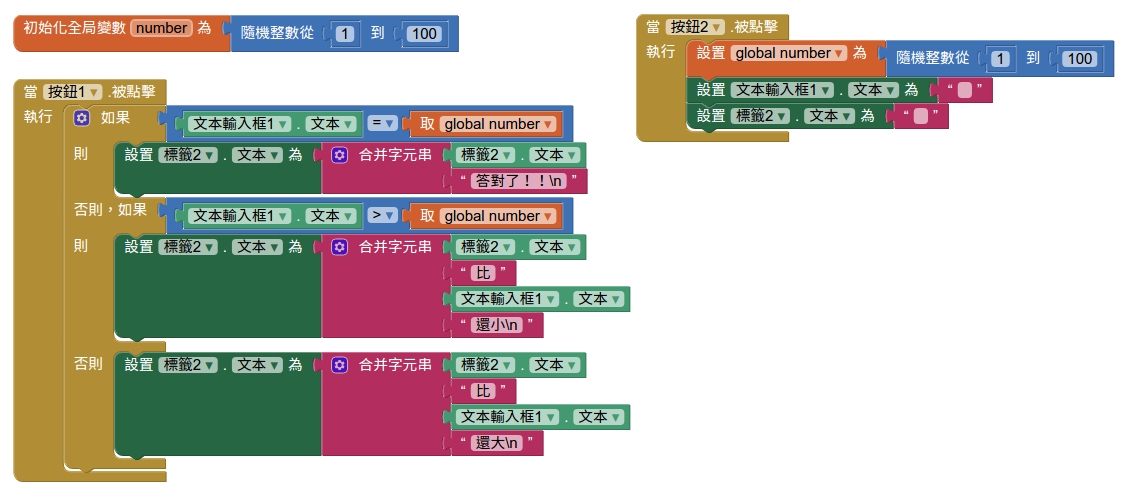 初始化全局變數 number 為 隨機整數從 1 到 100
當 按鈕1 .被點擊
執行 如果 文本輸入框1 . 文本 = 取 global number
則 設置 標籤2 . 文本 為 合并字元串 標籤2 . 文本
“ 答對了！！\n ”
否則，如果 文本輸入框1 . 文本 > 取 global number
則 設置 標籤2 . 文本 為 合并字元串 標籤2 . 文本
“ 比 ”
文本輸入框1 . 文本
“ 還小\n ”
否則 設置 標籤2 . 文本 為 合并字元串 標籤2 . 文本
“ 比 ”
文本輸入框1 . 文本
“ 還大\n ”
當 按鈕2 .被點擊
執行 設置 global number 為 隨機整數從 1 到 100
設置 文本輸入框1 . 文本 為 “ ”
設置 標籤2 . 文本 為 “ ”